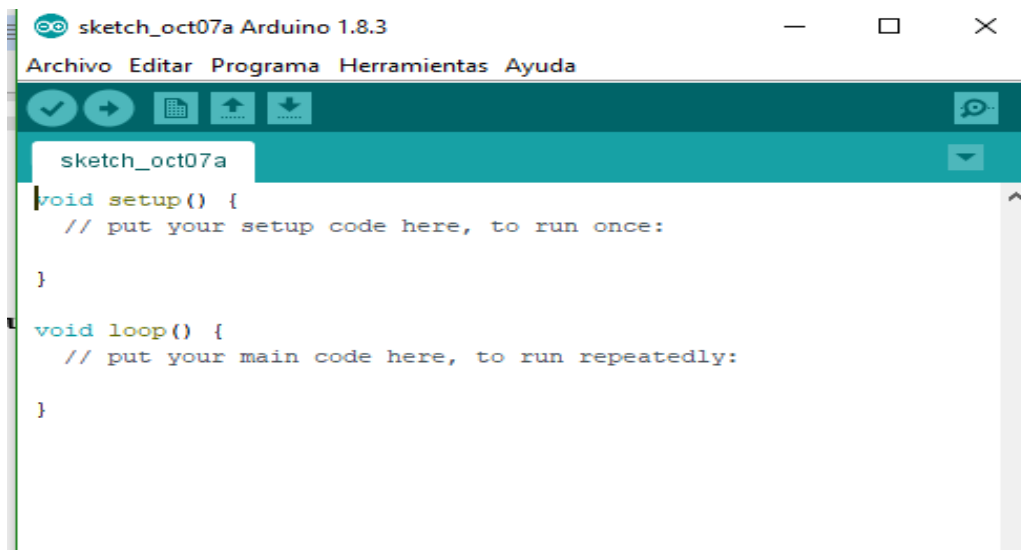 sketch_oct07a Arduino 1.8.3
Archivo Editar Programa Herramientas Ayuda
sketch_oct07a
void setup() {
  // put your setup code here, to run once:
}
void loop() {
  // put your main code here, to run repeatedly:
}